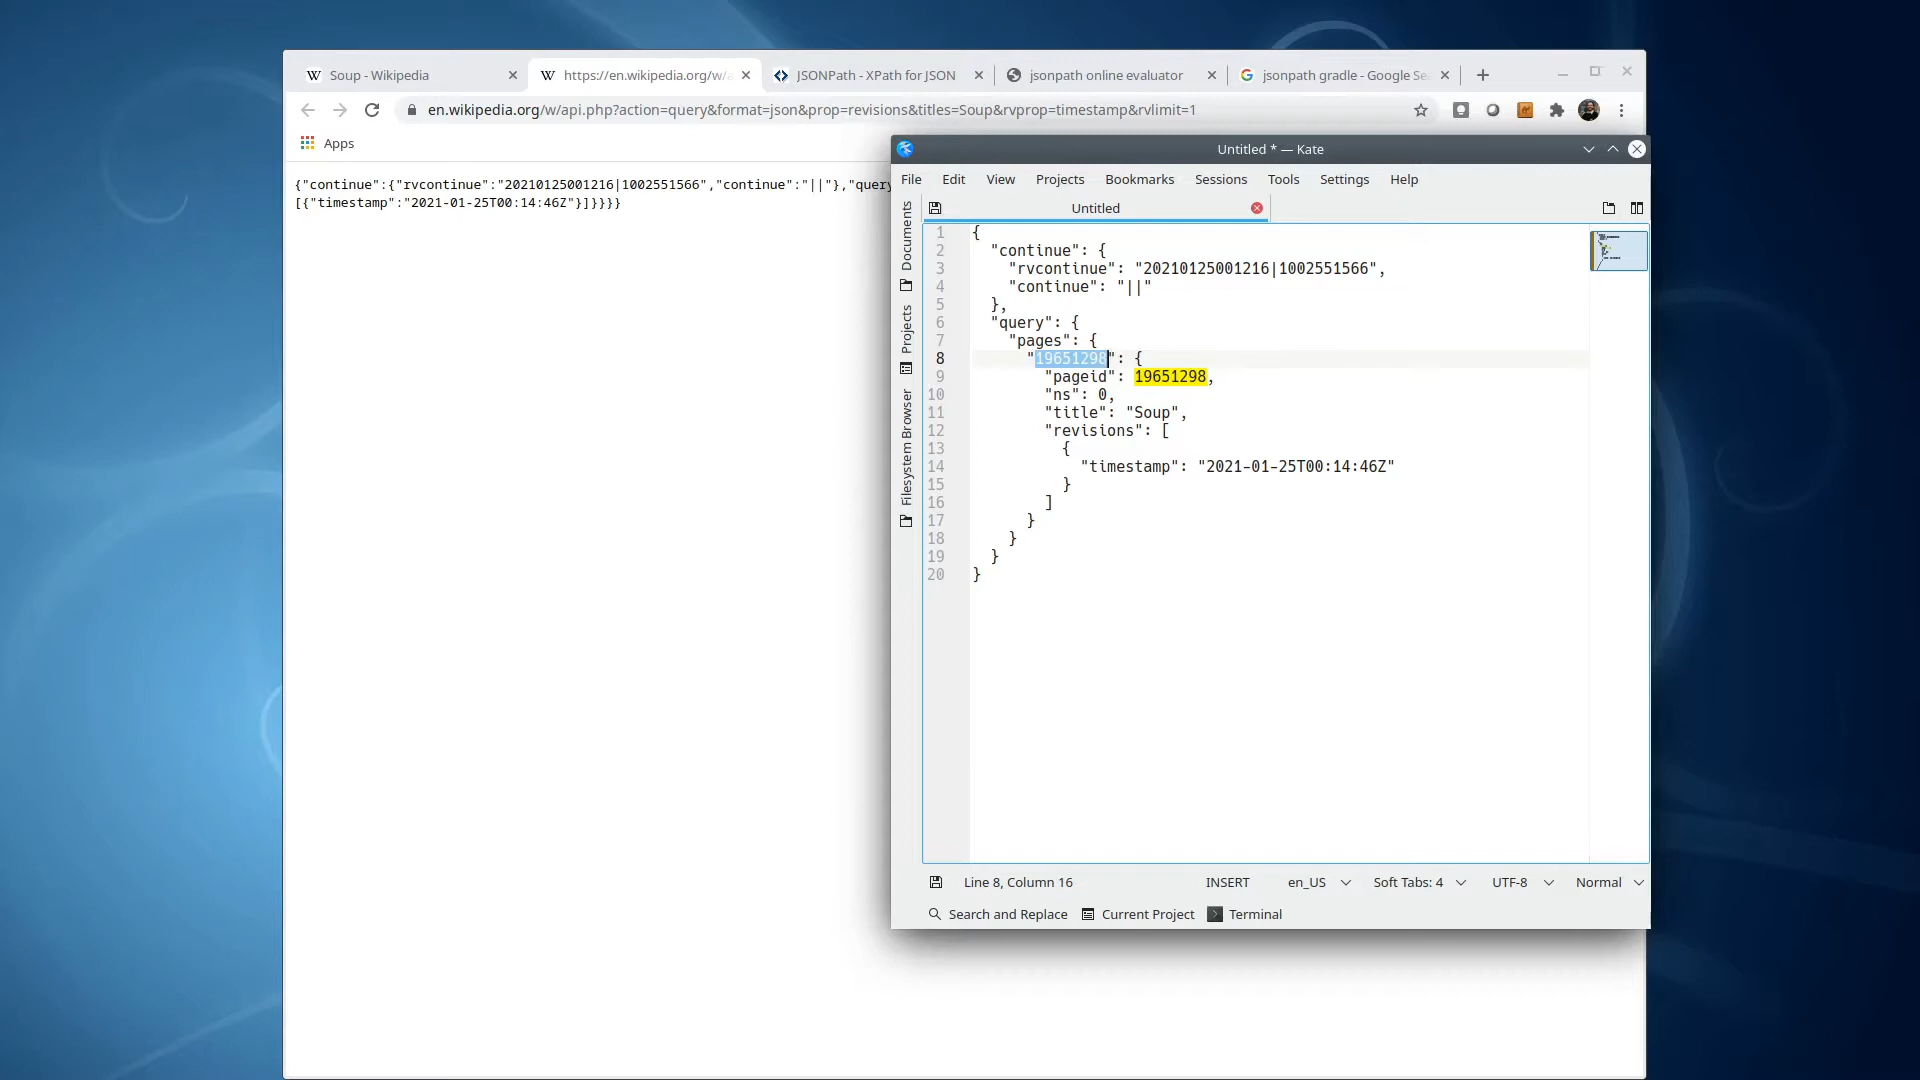 Soup - Wikipedia
https://en.wikipedia.org/w/a
JSONPath - XPath for JSON
jsonpath online evaluator
jsonpath gradle - Google Se
en.wikipedia.org/w/api.php?action=query&format=json&prop=revisions&titles=Soup&rvprop=timestamp&rvlimit=1
Apps
{"continue":{"rvcontinue":"20210125001216|1002551566","continue":"||"},"query
[{"timestamp":"2021-01-25T00:14:46Z"}]}}}}
Untitled * — Kate
File Edit View Projects Bookmarks Sessions Tools Settings Help
Untitled
Documents
Projects
Filesystem Browser
1 {
2 "continue": {
3 "rvcontinue": "20210125001216|1002551566",
4 "continue": "||"
5 },
6 "query": {
7 "pages": {
8 "19651298": {
9 "pageid": 19651298,
10 "ns": 0,
11 "title": "Soup",
12 "revisions": [
13 {
14 "timestamp": "2021-01-25T00:14:46Z"
15 }
16 ]
17 }
18 }
19 }
20 }
Line 8, Column 16 INSERT en_US Soft Tabs: 4 UTF-8 Normal
Search and Replace Current Project Terminal